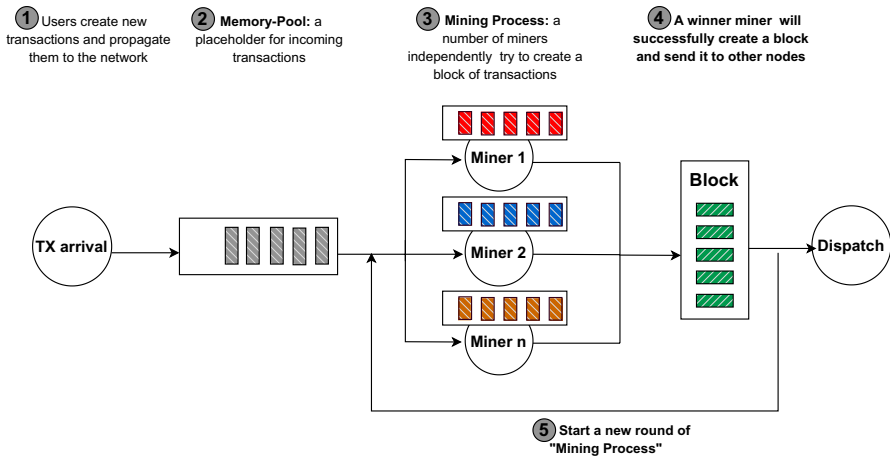 1 Users create new
transactions and propagate
them to the network
2 Memory-Pool: a
placeholder for incoming
transactions
3 Mining Process: a
number of miners
independently try to create a
block of transactions
4 A winner miner will
successfully create a block
and send it to other nodes
TX arrival
Miner 1
Miner 2
Miner n
Block
Dispatch
5 Start a new round of
"Mining Process"